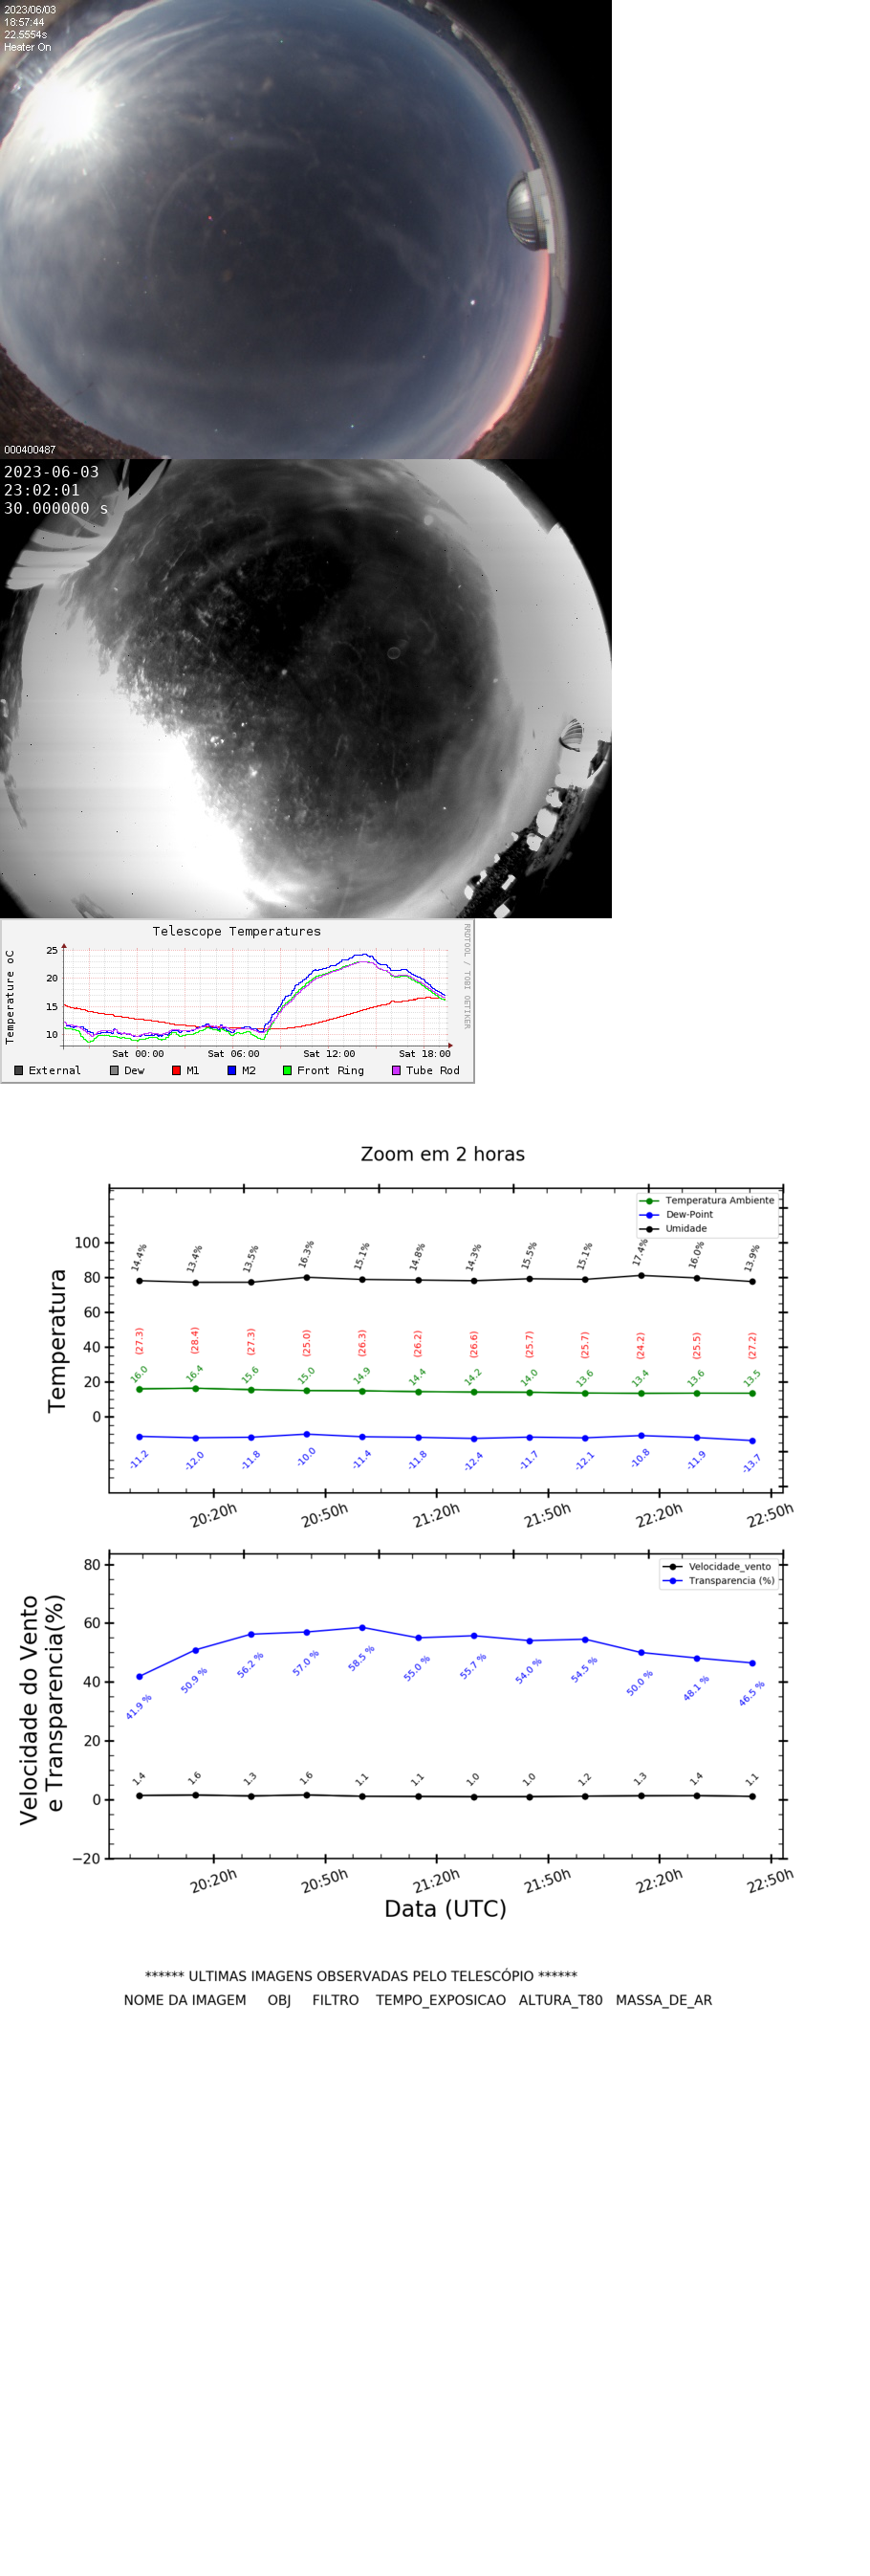 2023/06/03
18:57:44
22.5554s
Heater On
000400487
2023-06-03
23:02:01
30.000000 s
Telescope Temperatures
RRDTOOL / TOBI OETIKER
Temperature oC
25
20
15
10
Sat 00:00 Sat 06:00 Sat 12:00 Sat 18:00
External Dew M1 M2 Front Ring Tube Rod
Zoom em 2 horas
Temperatura
Temperatura Ambiente
Dew-Point
Umidade
100
80
60
40
20
0
14.4% 13.4% 13.5% 16.3% 15.1% 14.8% 14.3% 15.5% 15.1% 17.4% 16.0% 13.9%
(27.3) (28.4) (27.3) (25.0) (26.3) (26.2) (26.6) (25.7) (25.7) (24.2) (25.5) (27.2)
16.0 16.4 15.6 15.0 14.9 14.4 14.2 14.0 13.6 13.4 13.6 13.5
-11.2 -12.0 -11.8 -10.0 -11.4 -11.8 -12.4 -11.7 -12.1 -10.8 -11.9 -13.7
20:20h 20:50h 21:20h 21:50h 22:20h 22:50h
Velocidade do Vento
e Transparencia(%)
Velocidade_vento
Transparencia (%)
80
60
40
20
0
−20
41.9 % 50.9 % 56.2 % 57.0 % 58.5 % 55.0 % 55.7 % 54.0 % 54.5 % 50.0 % 48.1 % 46.5 %
1.4 1.6 1.3 1.6 1.1 1.1 1.0 1.0 1.2 1.3 1.4 1.1
20:20h 20:50h 21:20h 21:50h 22:20h 22:50h
Data (UTC)
****** ULTIMAS IMAGENS OBSERVADAS PELO TELESCÓPIO ******
NOME DA IMAGEM OBJ FILTRO TEMPO_EXPOSICAO ALTURA_T80 MASSA_DE_AR